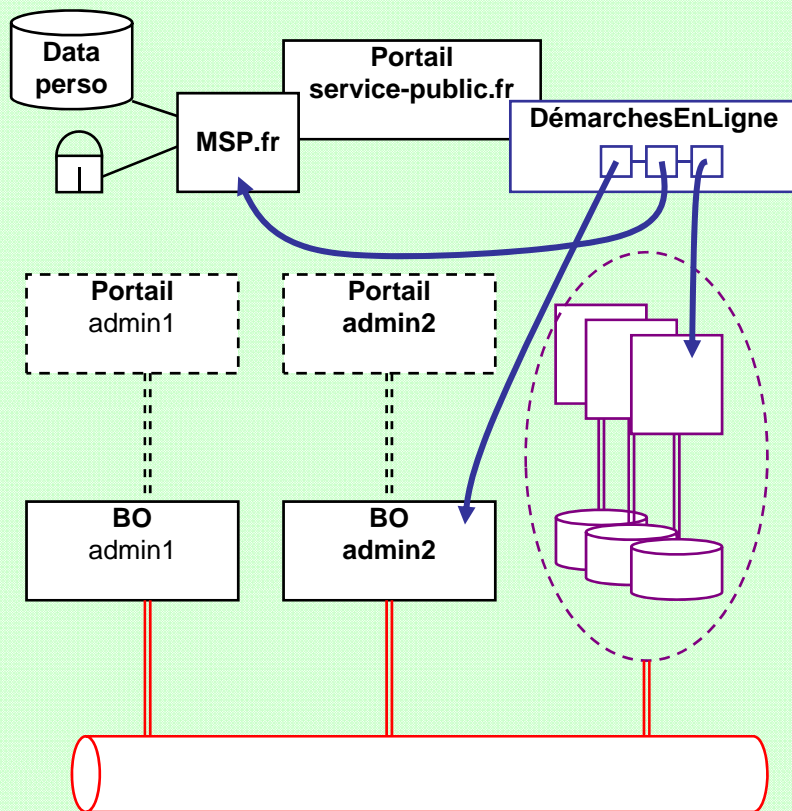 Data
perso
Portail
service-public.fr
MSP.fr
DémarchesEnLigne
Portail
admin1
Portail
admin2
BO
admin1
BO
admin2